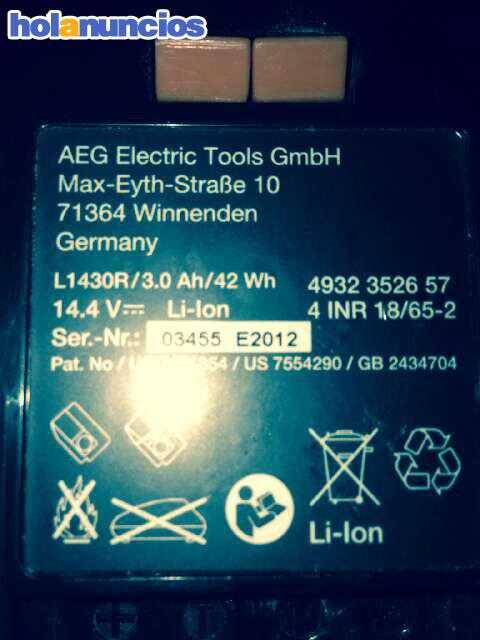 holanuncios
AEG Electric Tools GmbH
Max-Eyth-Straße 10
71364 Winnenden
Germany
L1430R/3.0 Ah/42 Wh 4932 3526 57
14.4 V⎓ Li-Ion 4 INR 18/65-2
Ser.-Nr.: 03455 E2012
Pat. No / US 7554290 / GB 2434704
Li-Ion